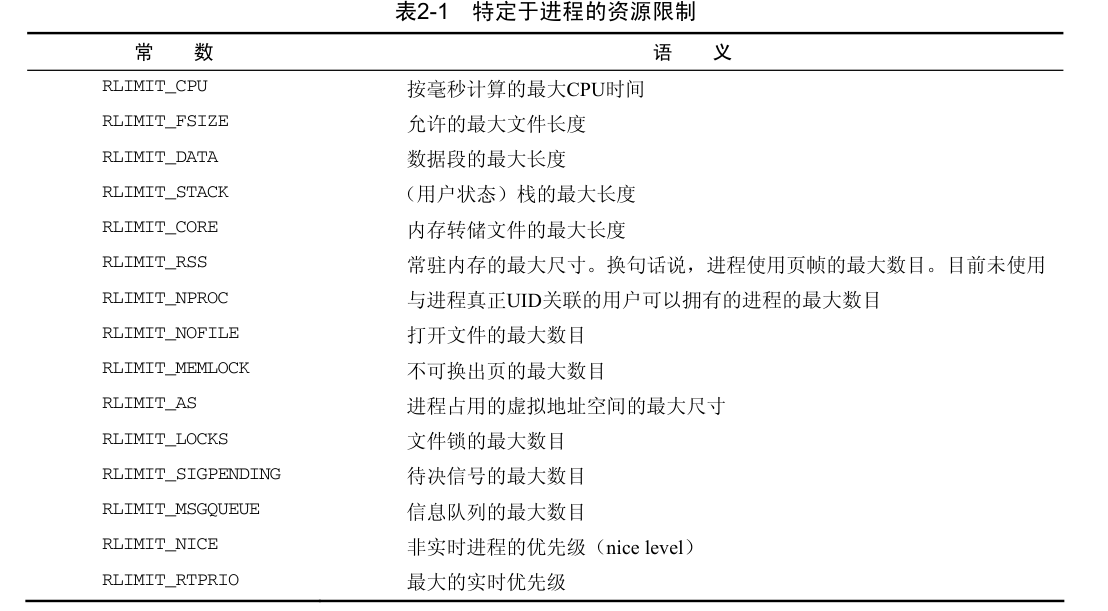 表2-1 特定于进程的资源限制
常 数 语 义
RLIMIT_CPU 按毫秒计算的最大CPU时间
RLIMIT_FSIZE 允许的最大文件长度
RLIMIT_DATA 数据段的最大长度
RLIMIT_STACK （用户状态）栈的最大长度
RLIMIT_CORE 内存转储文件的最大长度
RLIMIT_RSS 常驻内存的最大尺寸。换句话说，进程使用页帧的最大数目。目前未使用
RLIMIT_NPROC 与进程真正UID关联的用户可以拥有的进程的最大数目
RLIMIT_NOFILE 打开文件的最大数目
RLIMIT_MEMLOCK 不可换出页的最大数目
RLIMIT_AS 进程占用的虚拟地址空间的最大尺寸
RLIMIT_LOCKS 文件锁的最大数目
RLIMIT_SIGPENDING 待决信号的最大数目
RLIMIT_MSGQUEUE 信息队列的最大数目
RLIMIT_NICE 非实时进程的优先级（nice level）
RLIMIT_RTPRIO 最大的实时优先级